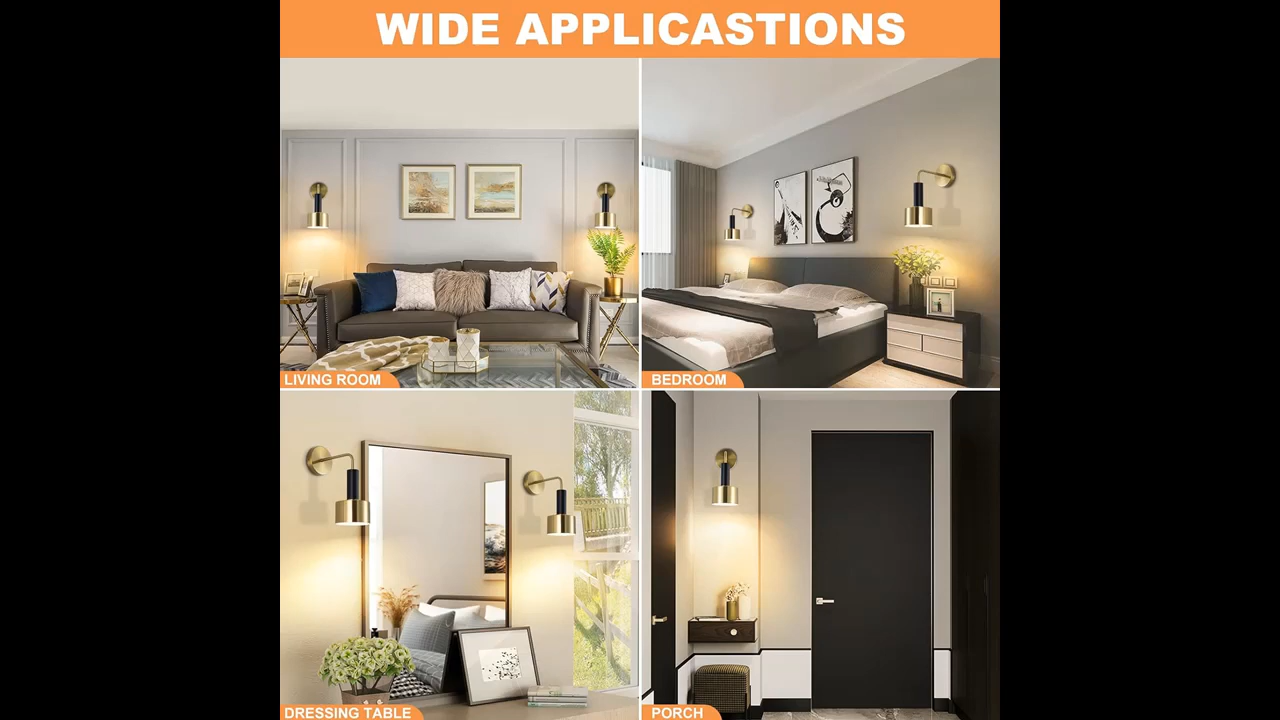 WIDE APPLICASTIONS
LIVING ROOM
BEDROOM
DRESSING TABLE
PORCH